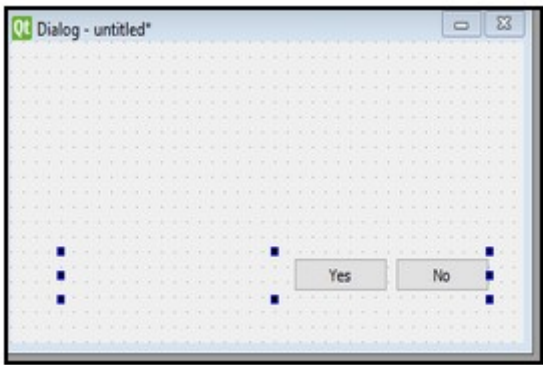 Qt Dialog - untitled*
Yes No